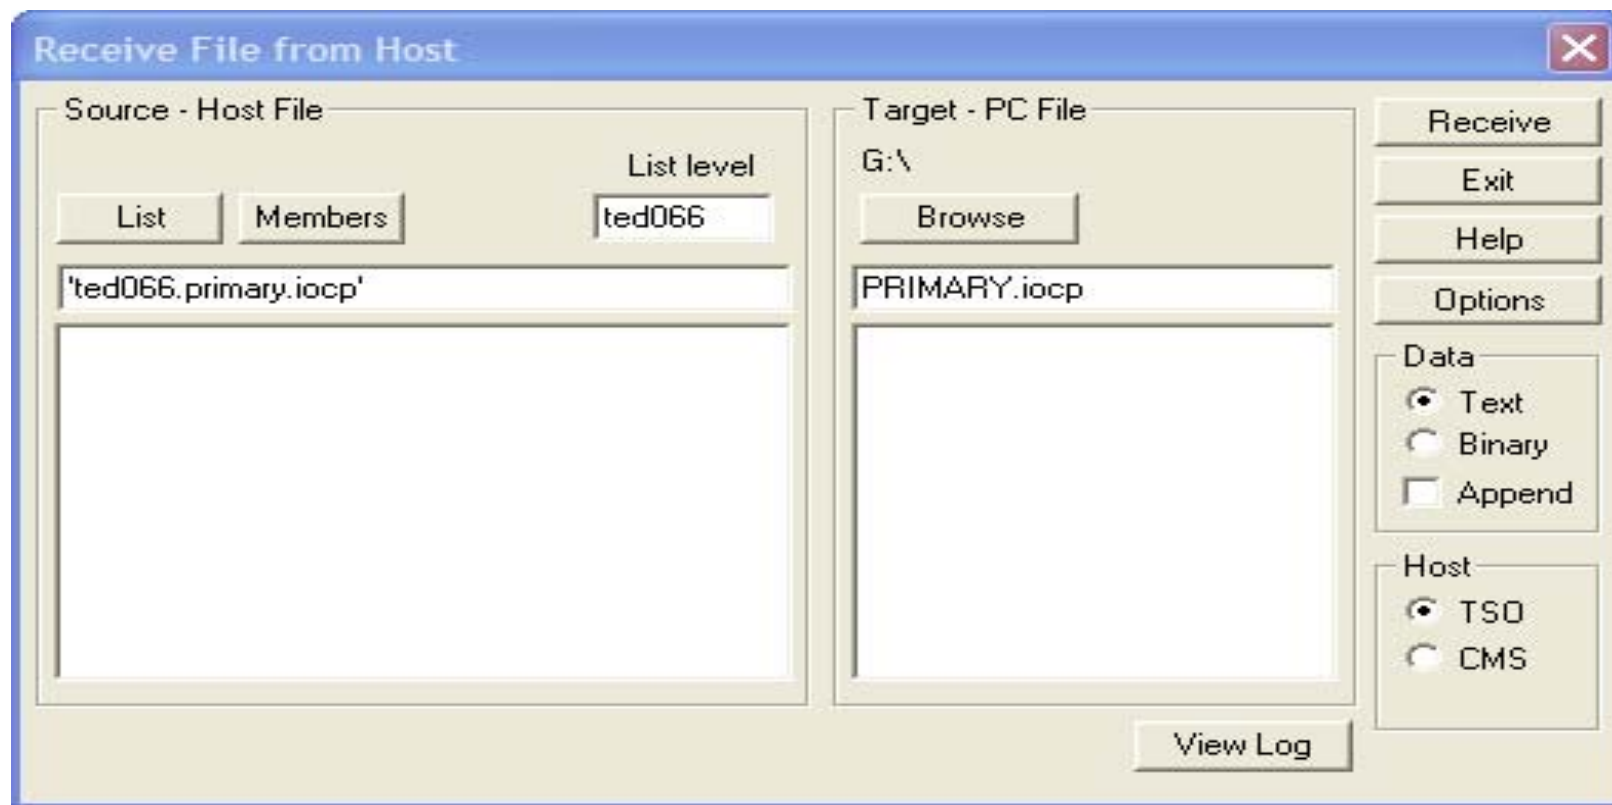 Receive File from Host
Source - Host File
List level
List
Members
ted066
'ted066.primary.iocp'
Target - PC File
G:\
Browse
PRIMARY.iocp
Receive
Exit
Help
Options
Data
Text
Binary
Append
Host
TSO
CMS
View Log